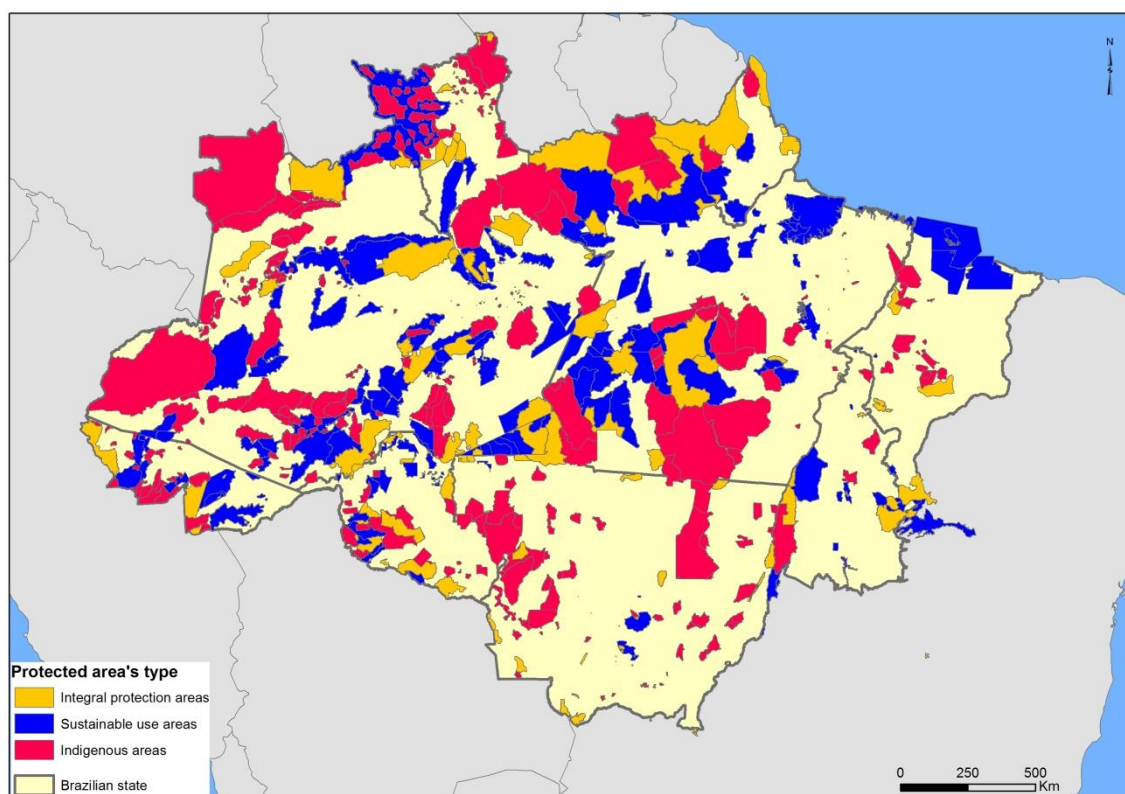 N
Protected area's type
Integral protection areas
Sustainable use areas
Indigenous areas
Brazilian state
0 250 500
Km